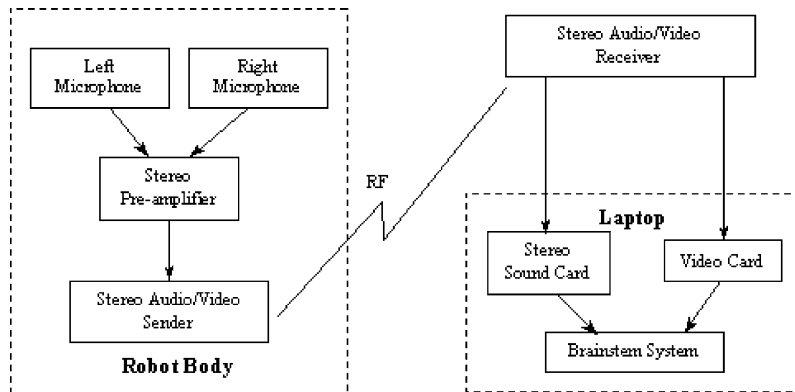 Left
Microphone
Right
Microphone
Stereo
Pre-amplifier
Stereo Audio/Video
Sender
Robot Body
RF
Stereo Audio/Video
Receiver
Laptop
Stereo
Sound Card
Video Card
Brainstem System